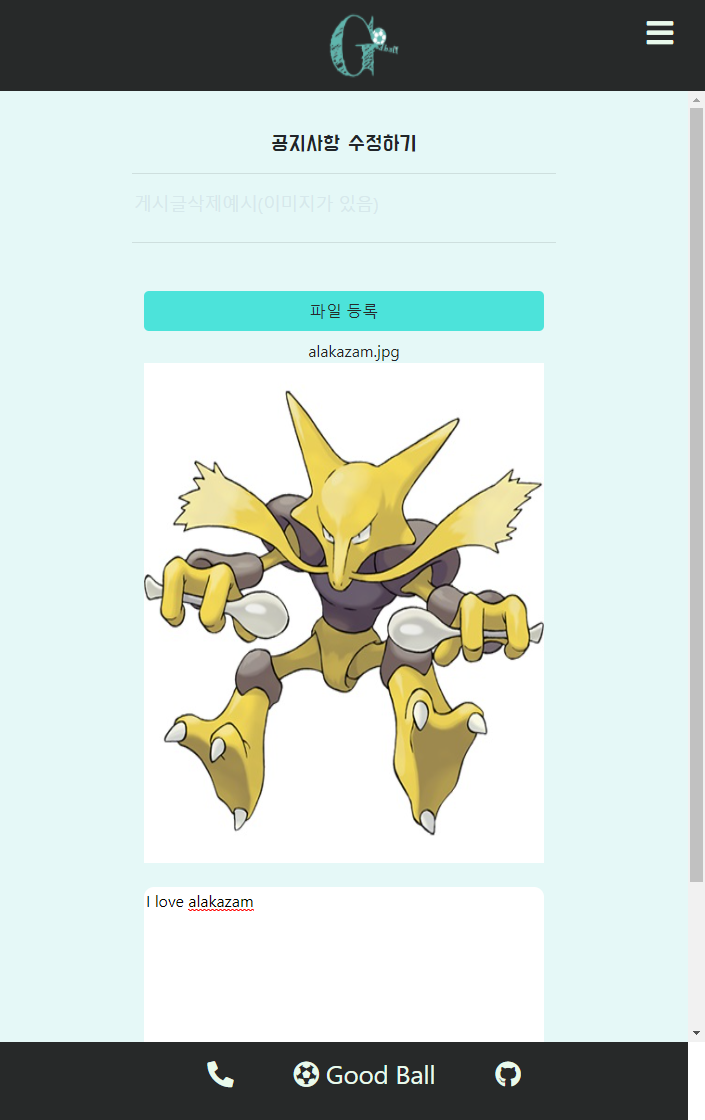 G
공지사항 수정하기
게시글삭제예시(이미지가 있음)
파일 등록
alakazam.jpg
I love alakazam
Good Ball